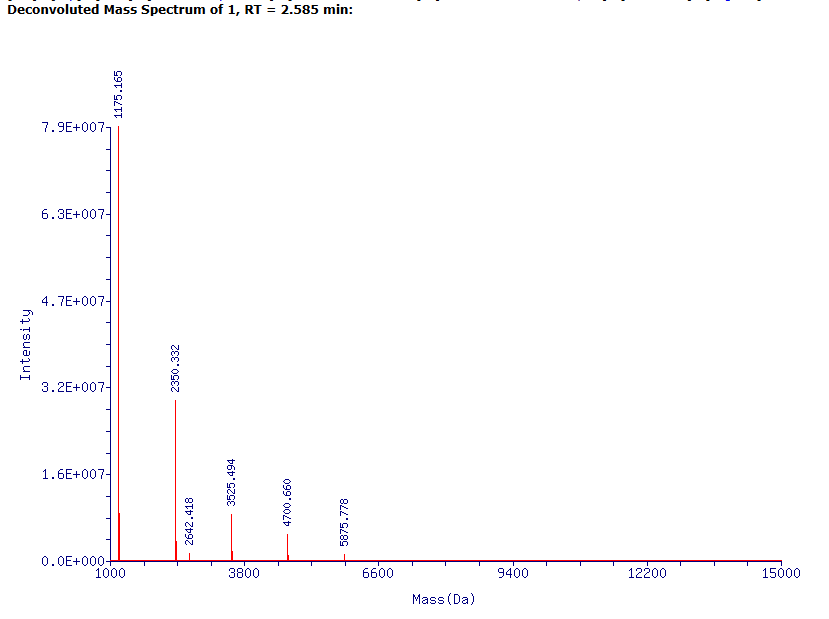 Deconvoluted Mass Spectrum of 1, RT = 2.585 min:
1175.165
7.9E+007
6.3E+007
4.7E+007
2350.332
3.2E+007
3525.494
1.6E+007
4700.660
2642.418
5875.778
0.0E+000
1000 3800 6600 9400 12200 15000
Intensity
Mass(Da)